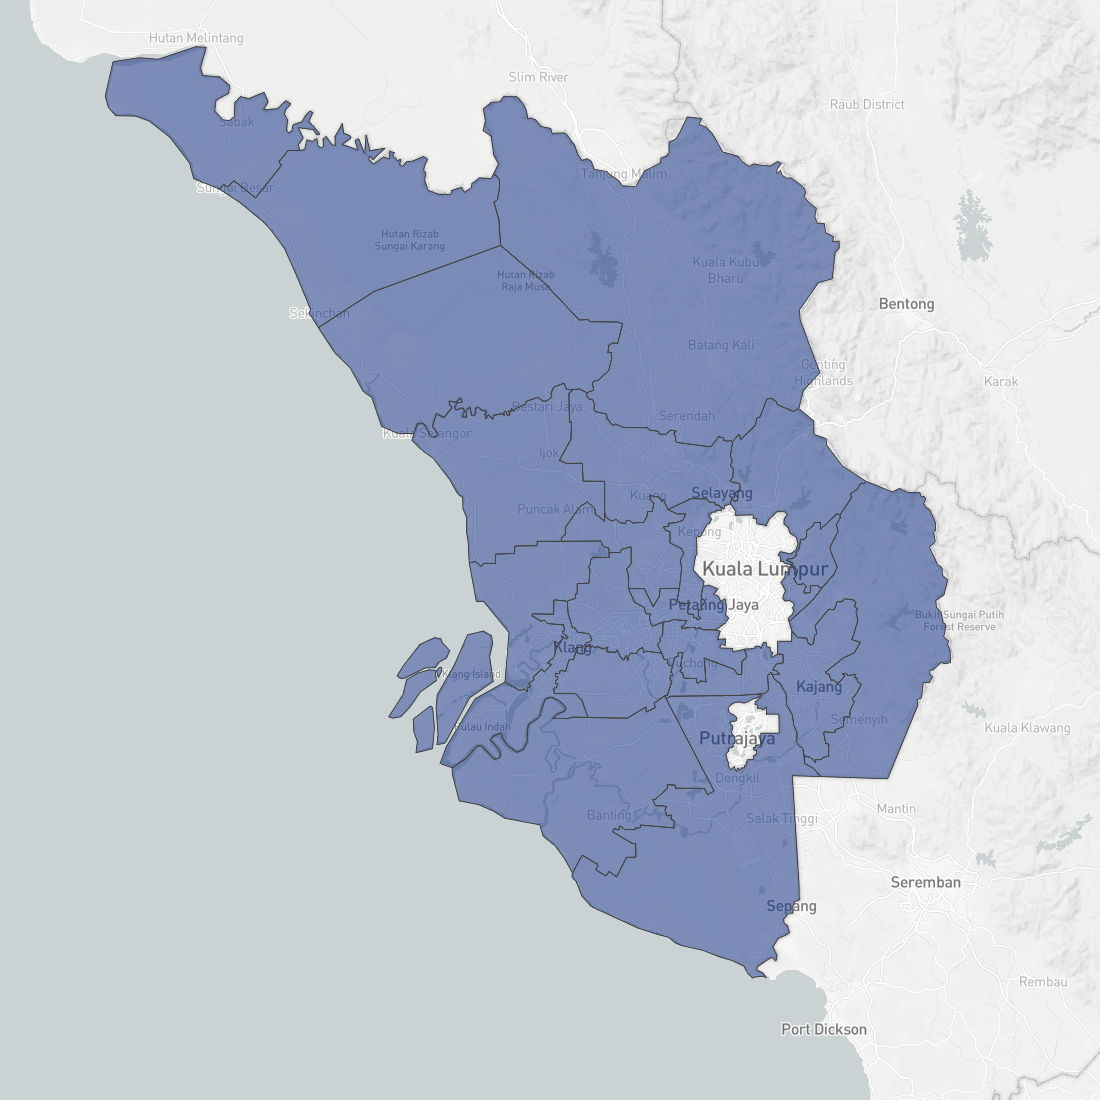 Hutan Melintang
Slim River
Raub District
Sabak
Tanjung Malim
Sungai Besar
Hutan Rizab
Sungai Karang
Kuala Kubu
Bharu
Hutan Rizab
Raja Musa
Bentong
Sekinchan
Batang Kali
Genting
Highlands
Karak
Bestari Jaya
Serendah
Kuala Selangor
Ijok
Kuang
Selayang
Puncak Alam
Kepong
Kuala Lumpur
Petaling Jaya
Bukit Sungai Putih
Forest Reserve
Klang
Puchong
Klang Island
Kajang
Semenyih
Pulau Indah
Kuala Klawang
Putrajaya
Dengkil
Mantin
Banting
Salak Tinggi
Seremban
Sepang
Rembau
Port Dickson